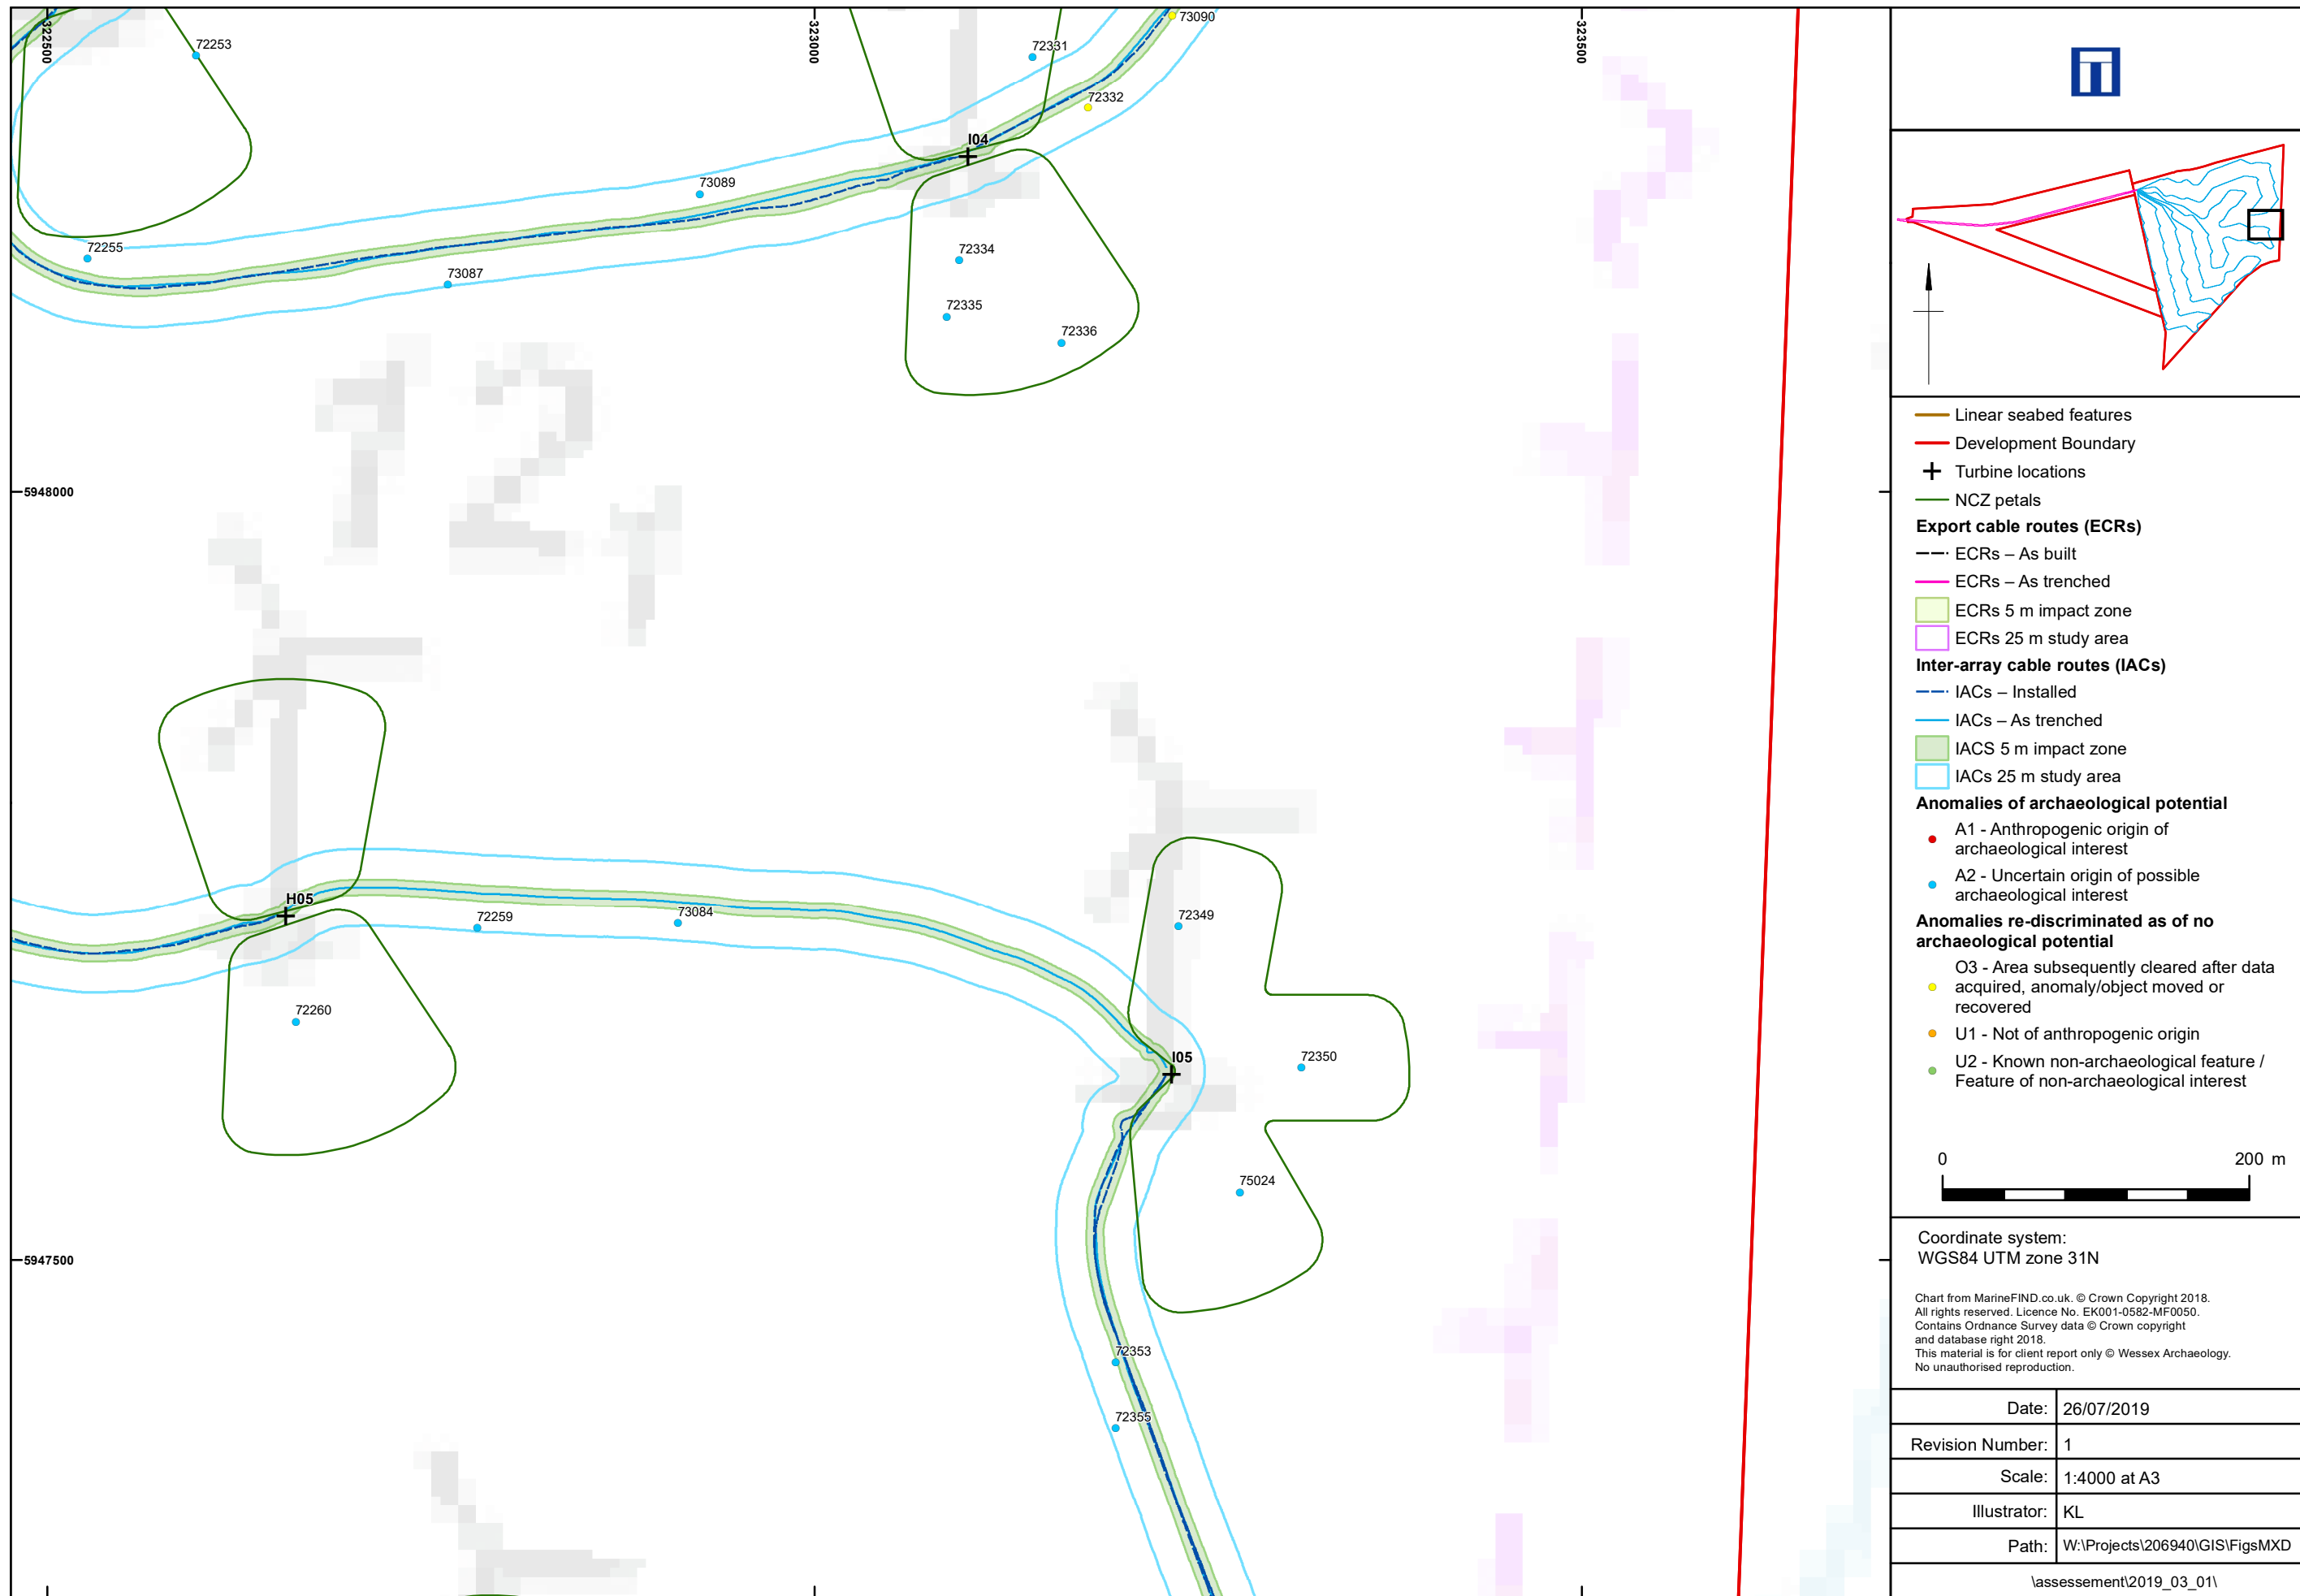 322500
323000
323500
72253
72331
73090
72332
I04
73089
72255
73087
72334
72335
72336
5948000
H05
72259
73084
72349
72260
I05
72350
75024
5947500
72353
72355
Linear seabed features
Development Boundary
Turbine locations
NCZ petals
Export cable routes (ECRs)
ECRs – As built
ECRs – As trenched
ECRs 5 m impact zone
ECRs 25 m study area
Inter-array cable routes (IACs)
IACs – Installed
IACs – As trenched
IACS 5 m impact zone
IACs 25 m study area
Anomalies of archaeological potential
A1 - Anthropogenic origin of
archaeological interest
A2 - Uncertain origin of possible
archaeological interest
Anomalies re-discriminated as of no
archaeological potential
O3 - Area subsequently cleared after data
acquired, anomaly/object moved or
recovered
U1 - Not of anthropogenic origin
U2 - Known non-archaeological feature /
Feature of non-archaeological interest
0 200 m
Coordinate system:
WGS84 UTM zone 31N
Chart from MarineFIND.co.uk. © Crown Copyright 2018.
All rights reserved. Licence No. EK001-0582-MF0050.
Contains Ordnance Survey data © Crown copyright
and database right 2018.
This material is for client report only © Wessex Archaeology.
No unauthorised reproduction.
Date: 26/07/2019
Revision Number: 1
Scale: 1:4000 at A3
Illustrator: KL
Path: W:\Projects\206940\GIS\FigsMXD
\assessement\2019_03_01\